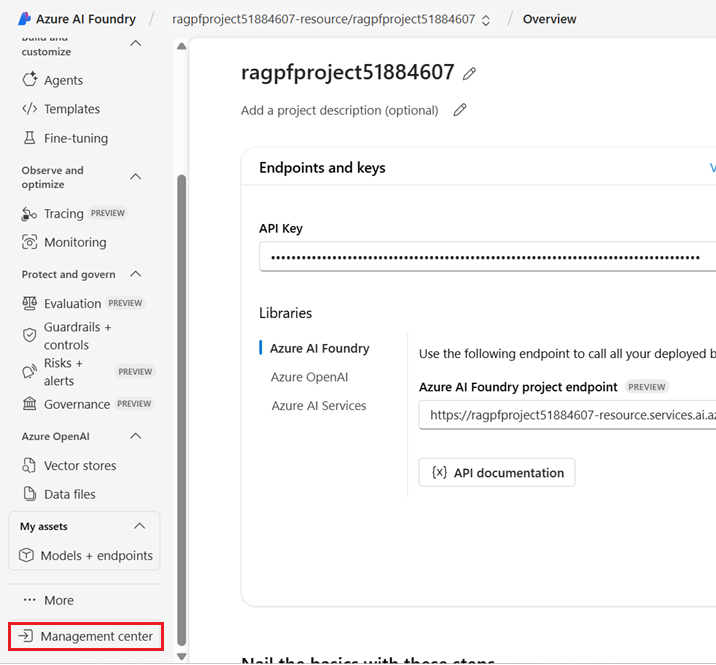 Azure AI Foundry / ragpfproject51884607-resource/ragpfproject51884607 / Overview
Build and
customize
Agents
Templates
Fine-tuning
Observe and
optimize
Tracing PREVIEW
Monitoring
Protect and govern
Evaluation PREVIEW
Guardrails +
controls
Risks +
alerts PREVIEW
Governance PREVIEW
Azure OpenAI
Vector stores
Data files
My assets
Models + endpoints
··· More
Management center
ragpfproject51884607
Add a project description (optional)
Endpoints and keys
API Key
Libraries
Azure AI Foundry
Azure OpenAI
Azure AI Services
Use the following endpoint to call all your deployed b
Azure AI Foundry project endpoint PREVIEW
https://ragpfproject51884607-resource.services.ai.az
{x} API documentation
Nail the basics with these steps